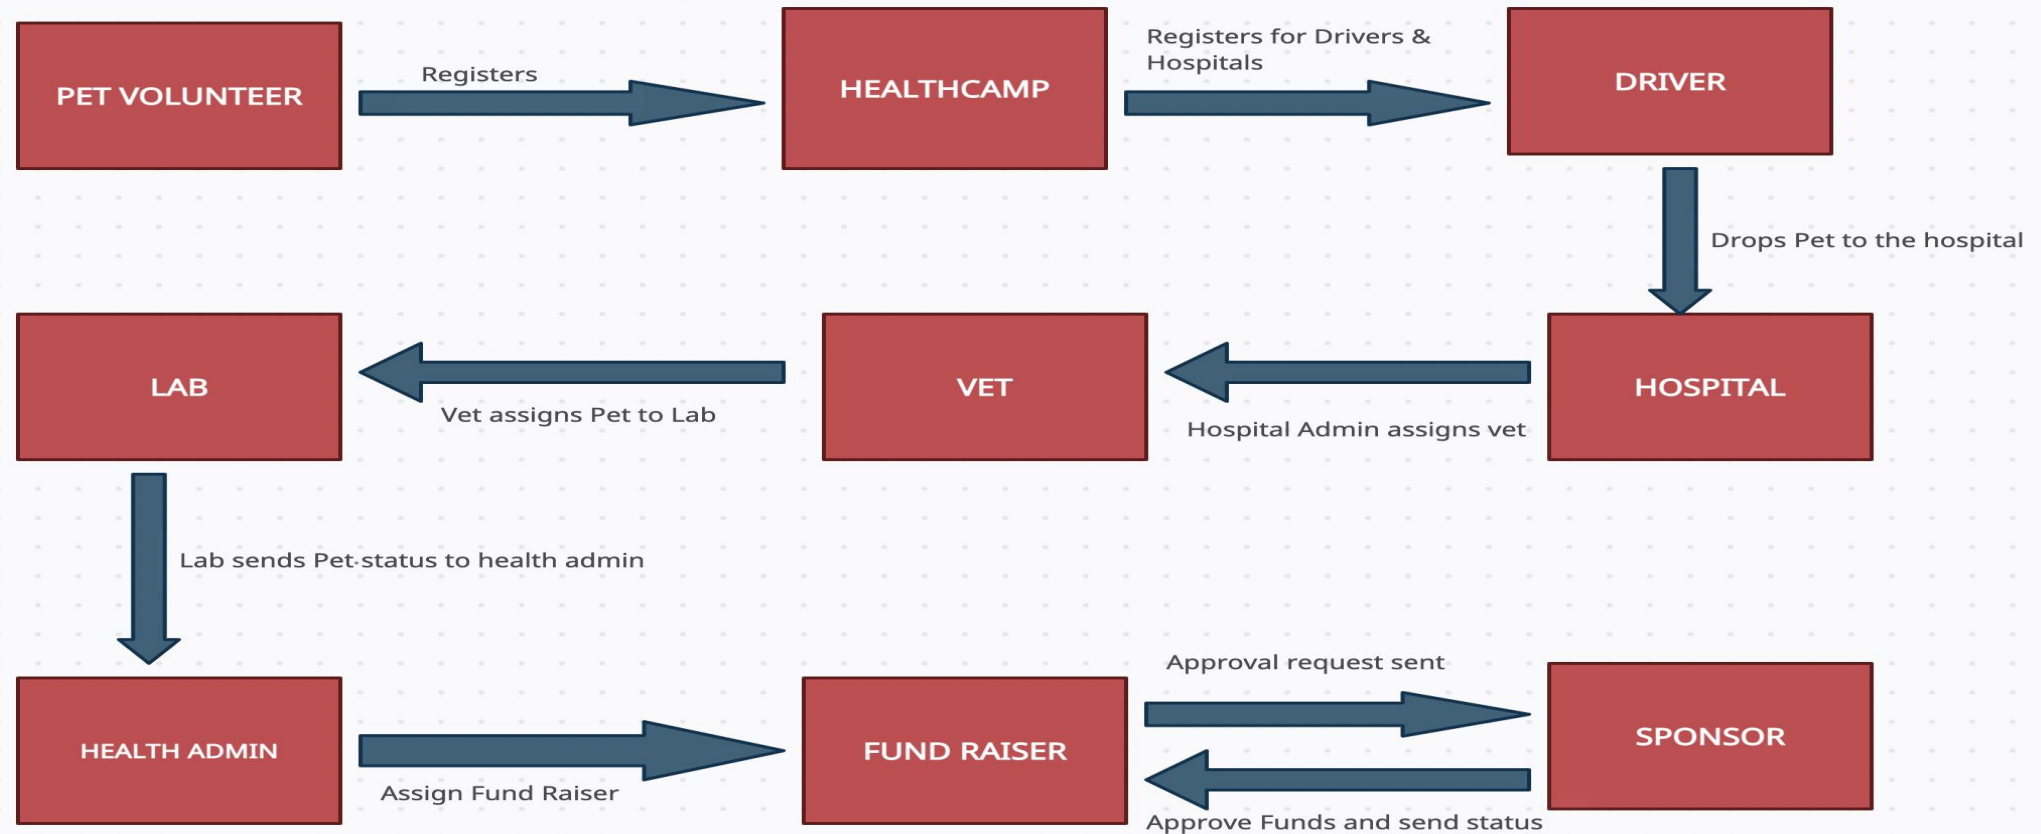 PET VOLUNTEER
Registers
HEALTHCAMP
Registers for Drivers &
Hospitals
DRIVER
Drops Pet to the hospital
LAB
Vet assigns Pet to Lab
VET
Hospital Admin assigns vet
HOSPITAL
Lab sends Pet status to health admin
HEALTH ADMIN
Assign Fund Raiser
FUND RAISER
Approval request sent
Approve Funds and send status
SPONSOR